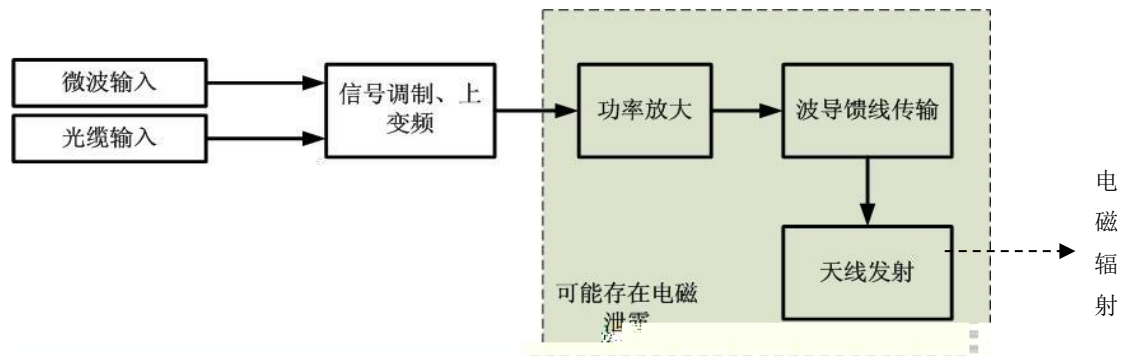 微波输入
光缆输入
信号调制、上
变频
功率放大
波导馈线传输
天线发射
可能存在电磁
电
磁
辐
射